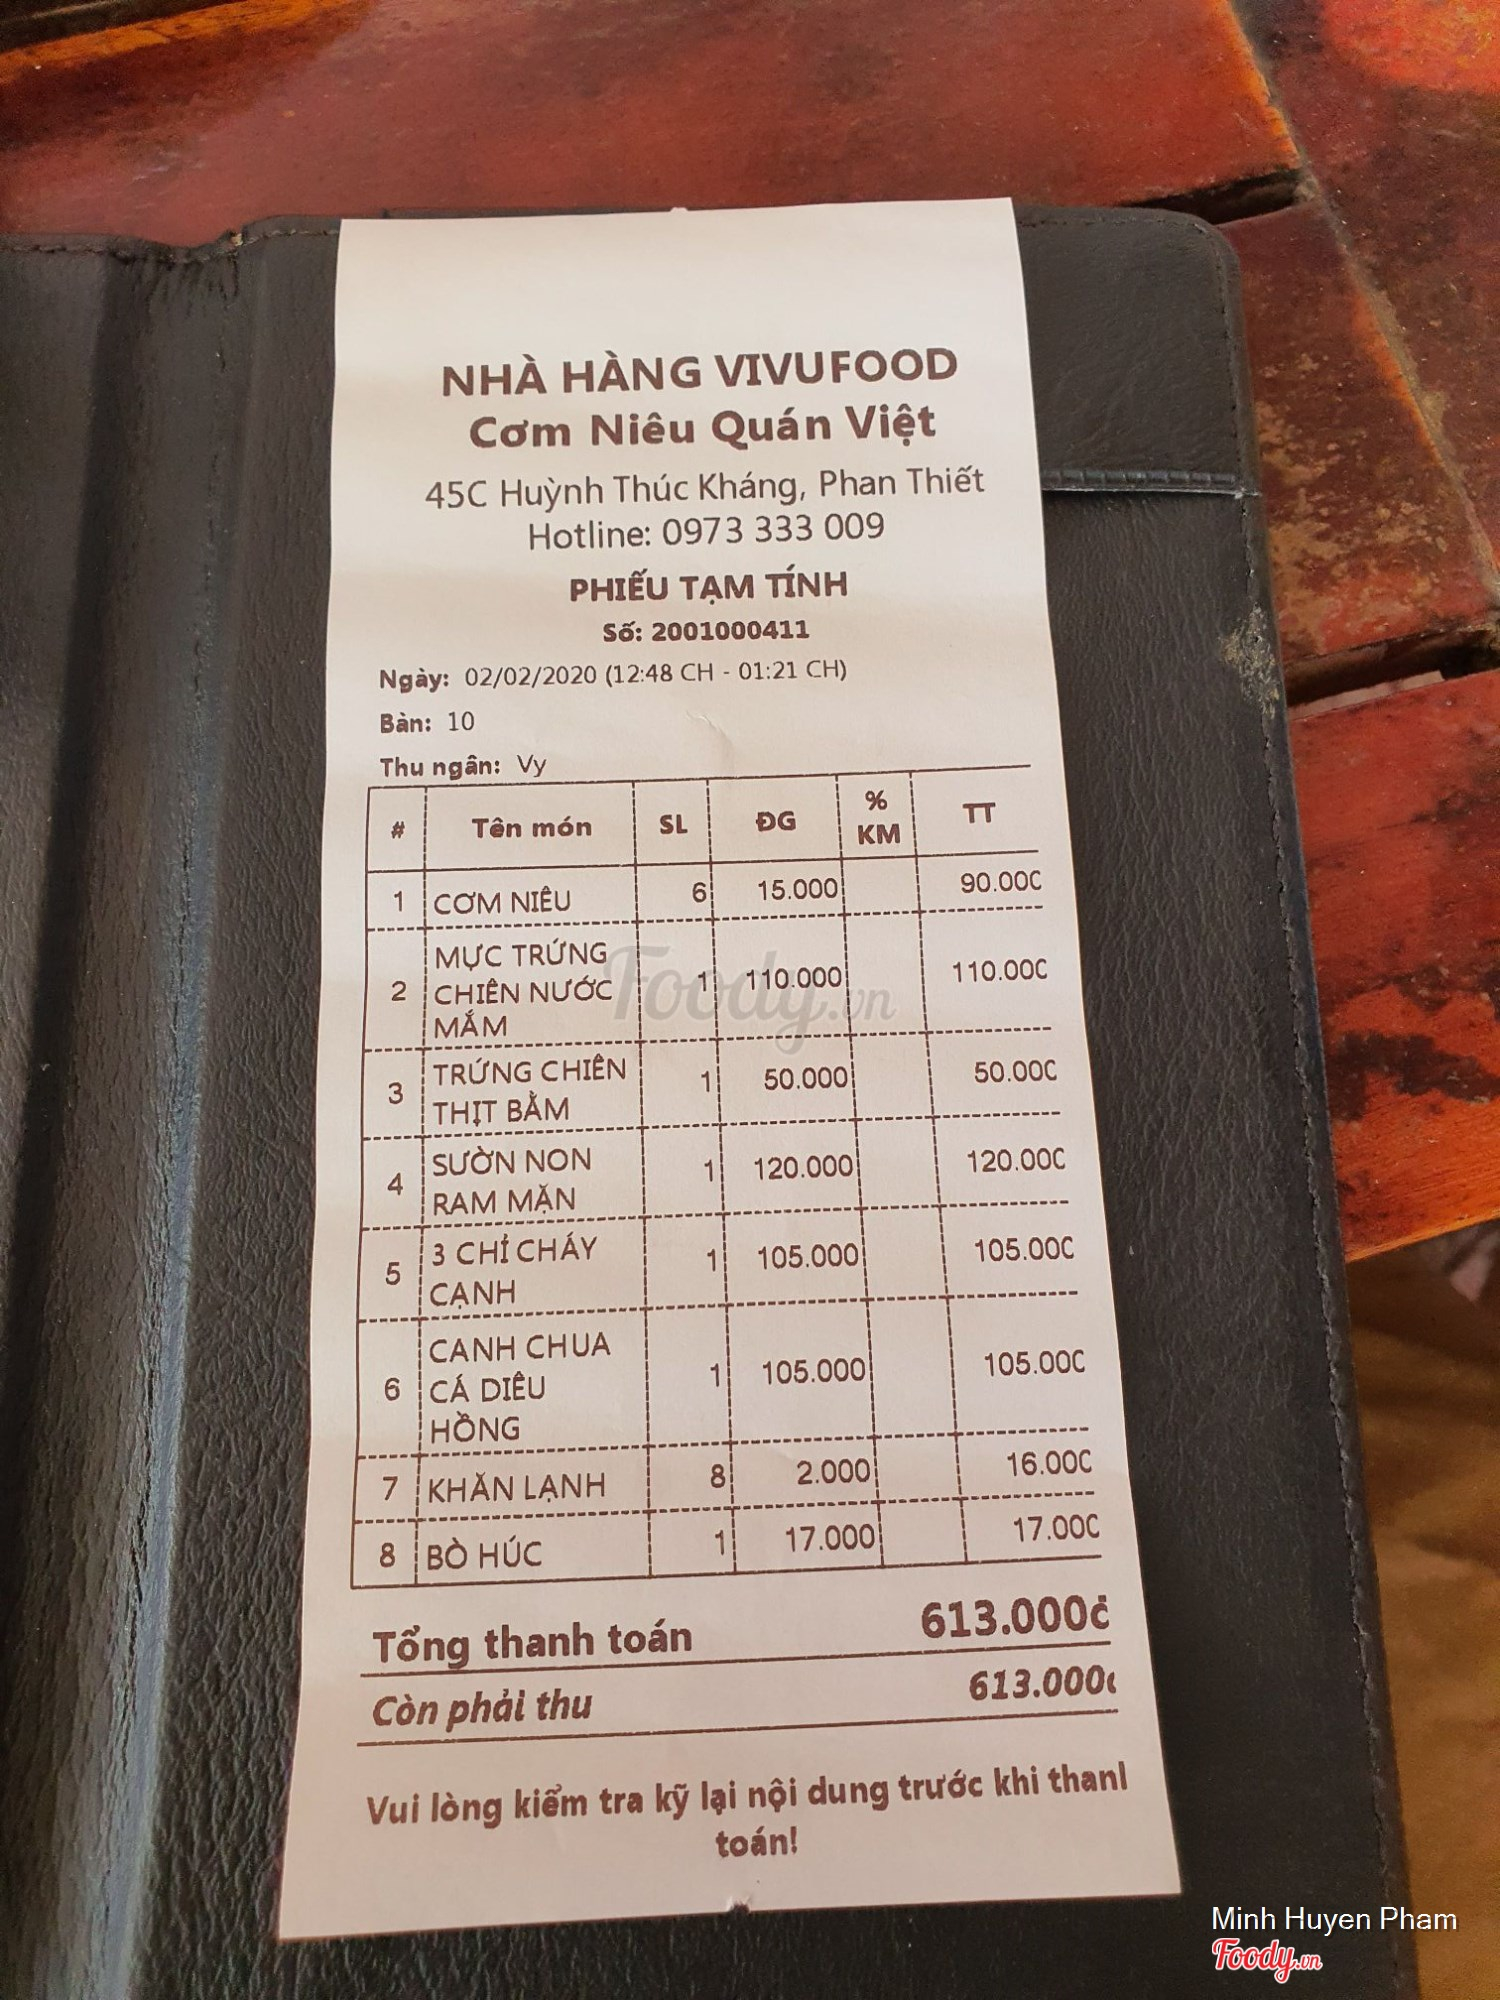 NHÀ HÀNG VIVUFOOD
Cơm Niêu Quán Việt
45C Huỳnh Thúc Kháng, Phan Thiết
Hotline: 0973 333 009
PHIẾU TẠM TÍNH
Số: 2001000411
Ngày: 02/02/2020 (12:48 CH - 01:21 CH)
Bàn: 10
Thu ngân: Vy
# Tên món SL ĐG % KM TT
1 CƠM NIÊU 6 15.000 90.000
2 MỰC TRỨNG CHIÊN NƯỚC MẮM 1 110.000 110.000
3 TRỨNG CHIÊN THỊT BẰM 1 50.000 50.000
4 SƯỜN NON RAM MẶN 1 120.000 120.000
5 3 CHỈ CHÁY CẠNH 1 105.000 105.000
6 CANH CHUA CÁ DIÊU HỒNG 1 105.000 105.000
7 KHĂN LẠNH 8 2.000 16.000
8 BÒ HÚC 1 17.000 17.000
Tổng thanh toán 613.000đ
Còn phải thu 613.000đ
Vui lòng kiểm tra kỹ lại nội dung trước khi thanh
toán!
Foody.vn
Minh Huyen Pham
Foody.vn